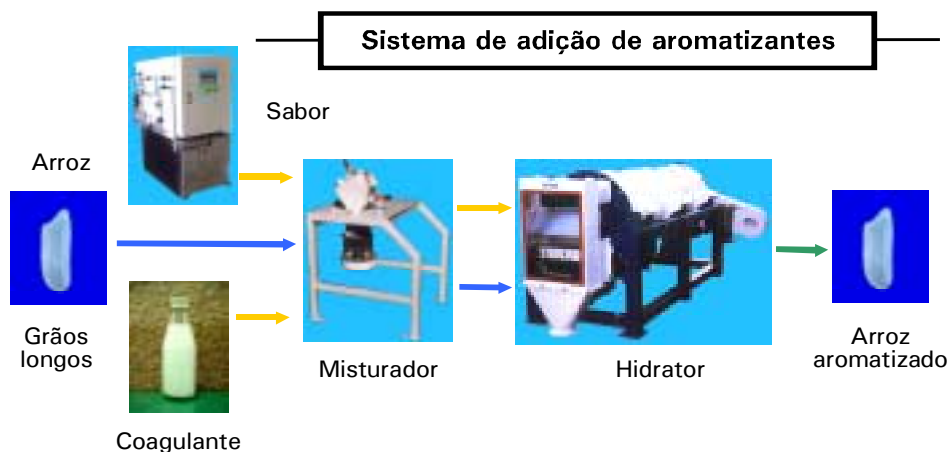 Sistema de adição de aromatizantes
Sabor
Arroz
Grãos
longos
Coagulante
Misturador
Hidrator
Arroz
aromatizado